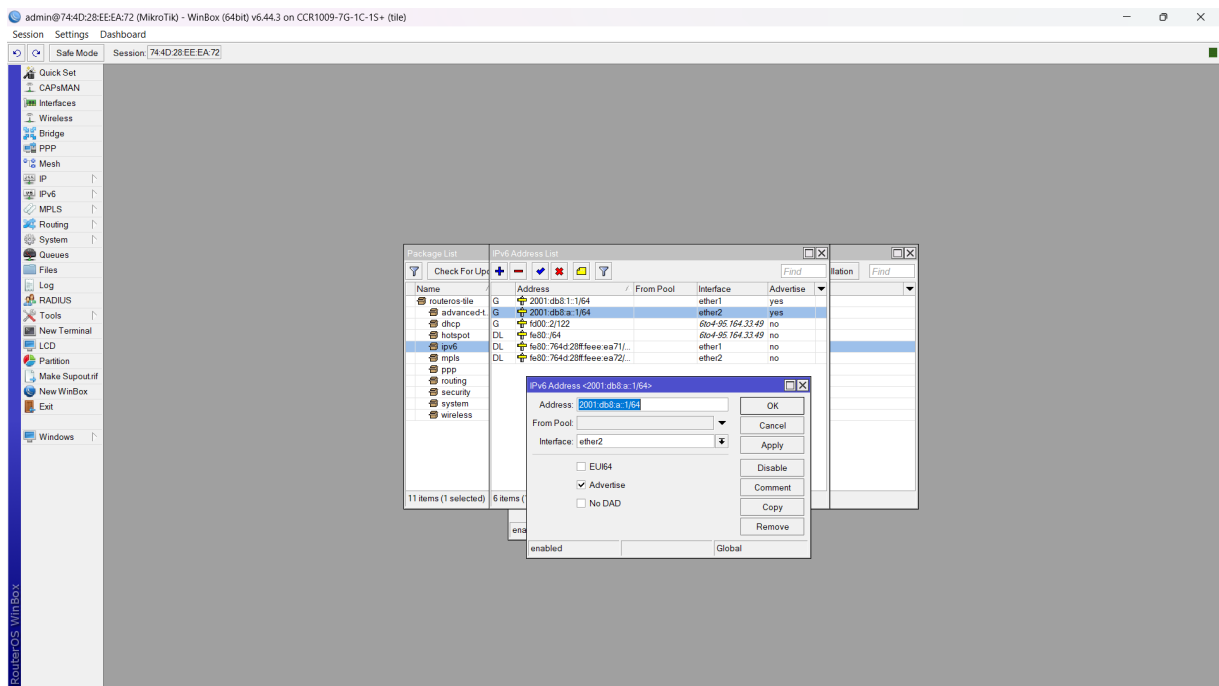 admin@74:4D:28:EE:EA:72 (MikroTik) - WinBox (64bit) v6.44.3 on CCR1009-7G-1C-1S+ (tile)
Session Settings Dashboard
Safe Mode Session: 74:4D:28:EE:EA:72
Quick Set
CAPsMAN
Interfaces
Wireless
Bridge
PPP
Mesh
IP
IPv6
MPLS
Routing
System
Queues
Files
Log
RADIUS
Tools
New Terminal
LCD
Partition
Make Supout.rif
New WinBox
Exit
Windows
RouterOS WinBox
Package List
Check For Upd
Name
routeros-tile
advanced-t..
dhcp
hotspot
ipv6
mpls
ppp
routing
security
system
wireless
11 items (1 selected)
IPv6 Address List
Find
Address From Pool Interface Advertise
G 2001:db8:1::1/64 ether1 yes
G 2001:db8:a::1/64 ether2 yes
G fd00::2/122 6to4-95.164.33.49 no
DL fe80::/64 6to4-95.164.33.49 no
DL fe80::764d:28ff:feee:ea71/... ether1 no
DL fe80::764d:28ff:feee:ea72/... ether2 no
6 items (
llation Find
ena
IPv6 Address <2001:db8:a::1/64>
Address: 2001:db8:a::1/64
From Pool:
Interface: ether2
EUI64
Advertise
No DAD
OK
Cancel
Apply
Disable
Comment
Copy
Remove
enabled Global